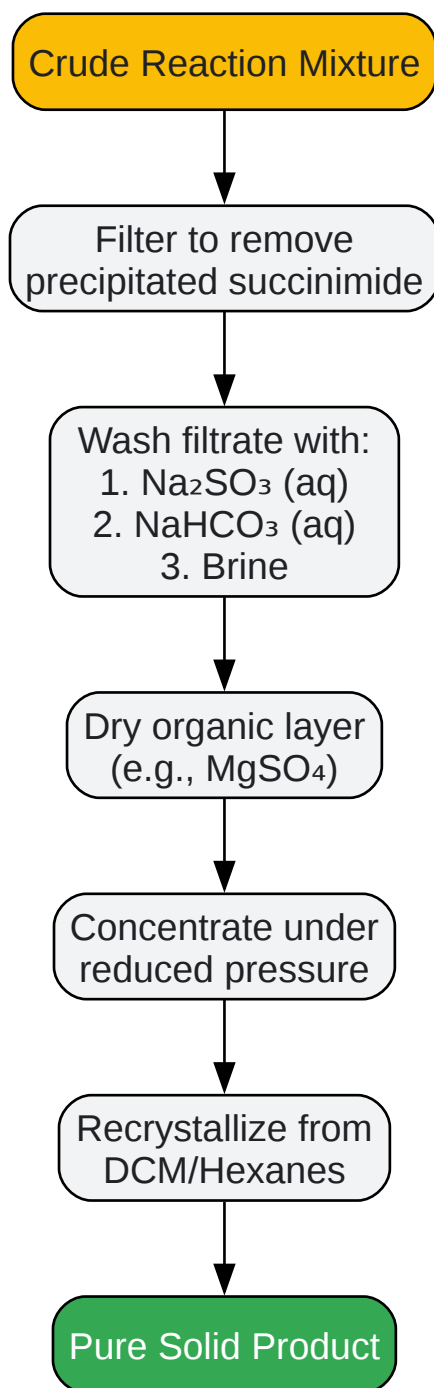 Crude Reaction Mixture
Filter to remove
precipitated succinimide
Wash filtrate with:
1. Na₂SO₃ (aq)
2. NaHCO₃ (aq)
3. Brine
Dry organic layer
(e.g., MgSO₄)
Concentrate under
reduced pressure
Recrystallize from
DCM/Hexanes
Pure Solid Product